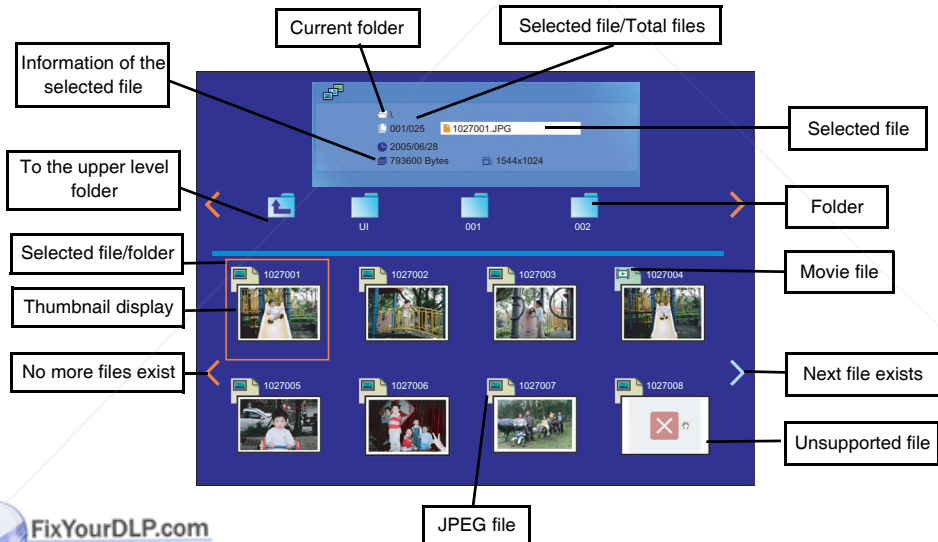 Current folder
Selected file/Total files
Information of the
selected file
\
001/025
1027001.JPG
Selected file
2005/06/28
793600 Bytes
1544x1024
To the upper level
folder
Folder
UI
001
002
Selected file/folder
1027001
1027002
1027003
1027004
Movie file
Thumbnail display
No more files exist
Next file exists
1027005
1027006
1027007
1027008
Unsupported file
JPEG file
FixYourDLP.com